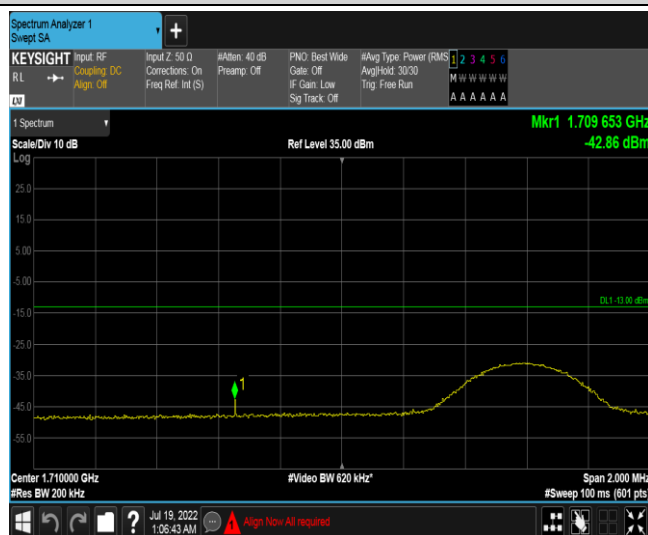 Spectrum Analyzer 1
Swept SA
+
KEYSIGHT
RL
LXI
Input: RF
Coupling: DC
Align: Off
Input Z: 50 Ω
Corrections: On
Freq Ref: Int (S)
#Atten: 40 dB
Preamp: Off
PNO: Best Wide
Gate: Off
IF Gain: Low
Sig Track: Off
#Avg Type: Power (RMS
Avg|Hold: 30/30
Trig: Free Run
1 2 3 4 5 6
M W W W W W
A A A A A A
1 Spectrum
Mkr1 1.709 653 GHz
Scale/Div 10 dB
Ref Level 35.00 dBm
-42.86 dBm
Log
25.0
15.0
5.00
-5.00
DL1 -13.00 dBm
-15.0
-25.0
-35.0
1
-45.0
-55.0
Center 1.710000 GHz
#Video BW 620 kHz*
Span 2.000 MHz
#Res BW 200 kHz
#Sweep 100 ms (601 pts)
?
Jul 19, 2022
1:06:43 AM
Align Now All required